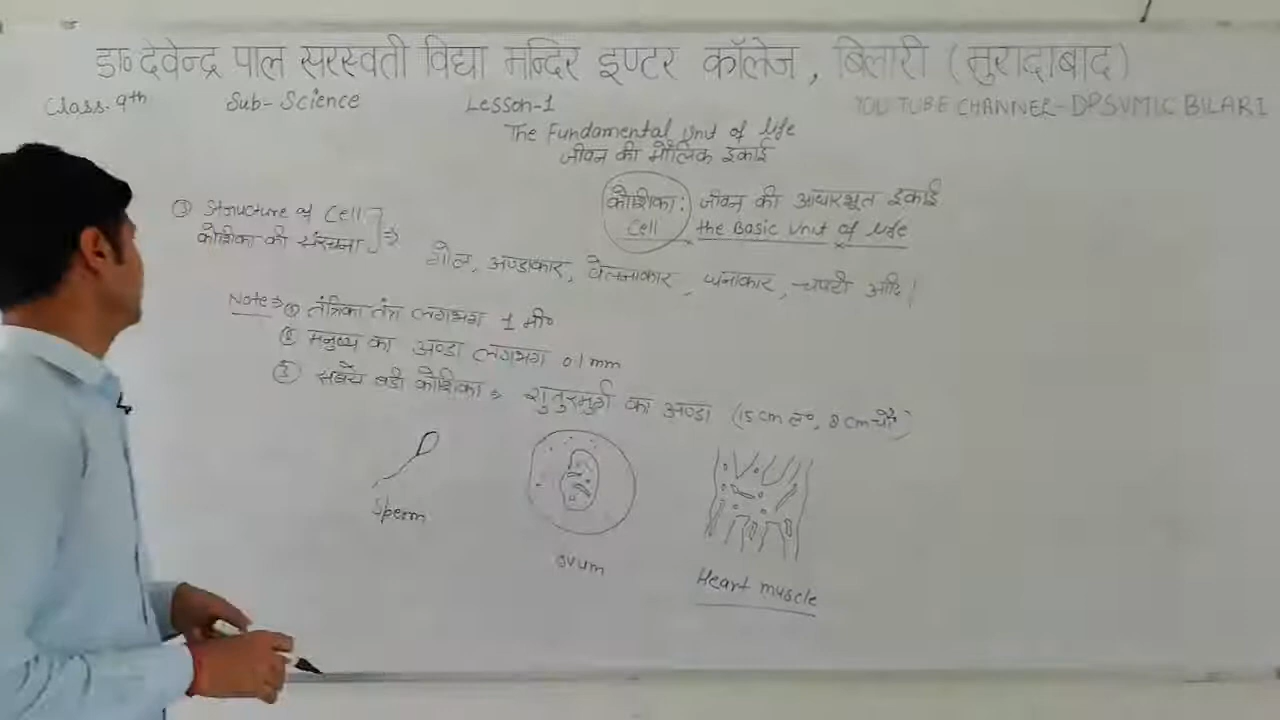 डा० देवेन्द्र पाल सरस्वती विद्या मन्दिर इण्टर कॉलेज, बिलारी (मुरादाबाद)
Class. 9th Sub- Science Lesson-1 YOUTUBE CHANNER-DPSVMIC BILARI
The Fundamental Unit of life
जीवन की मौलिक इकाई
कोशिका: जीवन की आधारभूत इकाई
Cell the Basic Unit of life
① Structure of Cell
कोशिका की संरचना ⇒
गोल, अण्डाकार, बेलनाकार, घनाकार, चपटी आदि।
Note ⇒ ① तंत्रिका तंत्र लगभग 1 मी०
② मनुष्य का अण्डा लगभग 0.1 mm
③ सबसे बडी कोशिका ⇒ शुतुरमुर्ग का अण्डा (15 cm ल०, 8 cm चौ०)
Sperm
ovum
Heart muscle